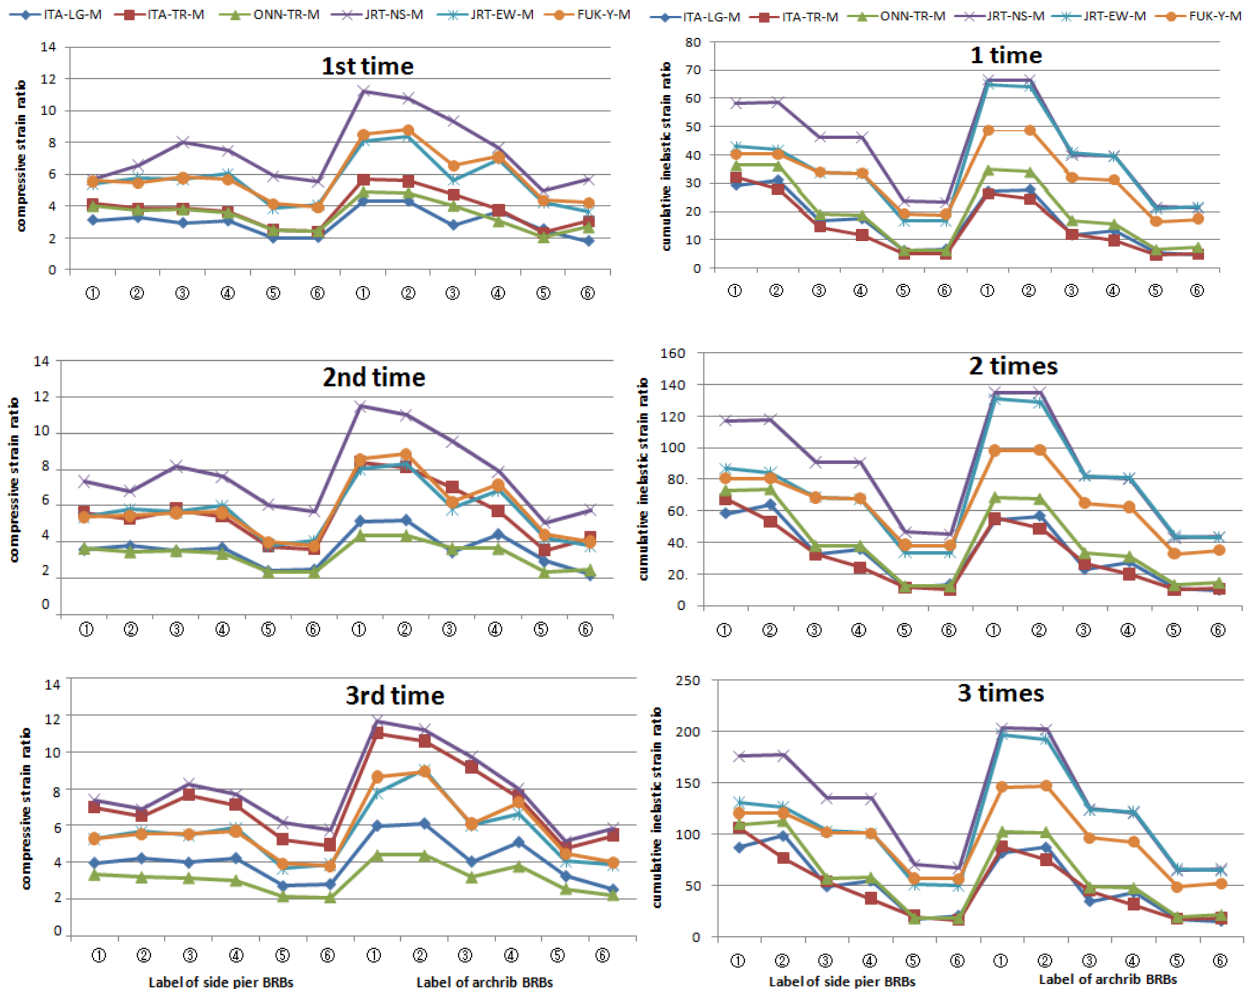 ITA-LG-M ITA-TR-M ONN-TR-M JRT-NS-M JRT-EW-M FUK-Y-M
1st time
compressive strain ratio
14
12
10
8
6
4
2
0
① ② ③ ④ ⑤ ⑥ ① ② ③ ④ ⑤ ⑥
ITA-LG-M ITA-TR-M ONN-TR-M JRT-NS-M JRT-EW-M FUK-Y-M
1 time
cumulative inelastic strain ratio
80
70
60
50
40
30
20
10
0
① ② ③ ④ ⑤ ⑥ ① ② ③ ④ ⑤ ⑥
2nd time
compressive strain ratio
14
12
10
8
6
4
2
0
① ② ③ ④ ⑤ ⑥ ① ② ③ ④ ⑤ ⑥
2 times
cumulative inelastic strain ratio
160
140
120
100
80.
60.
40
20.
0
① ② ③ ④ ⑤ ⑥ ① ② ③ ④ ⑤ ⑥
3rd time
compressive strain ratio
14
12
10
8
6
4
2
0
① ② ③ ④ ⑤ ⑥ ① ② ③ ④ ⑤ ⑥
Label of side pier BRBs Label of archrib BRBs
3 times
cumulative inelastic strain ratio
250
200
150
100
50
0
① ② ③ ④ ⑤ ⑥ ① ② ③ ④ ⑤ ⑥
Label of side pier BRBs Label of archrib BRBs